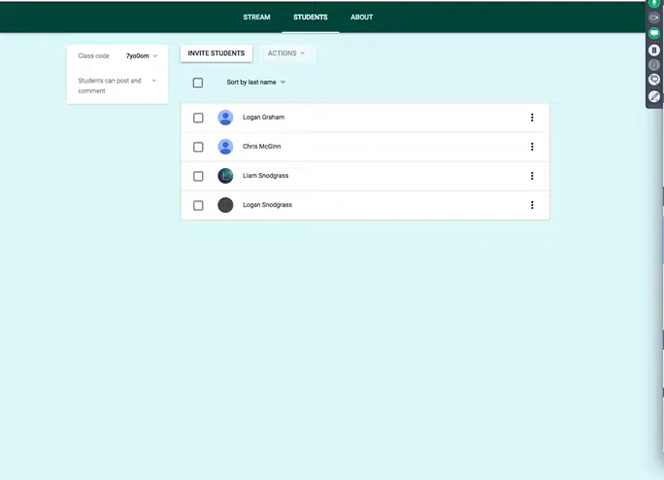 STREAM STUDENTS ABOUT
Class code 7yo0om
Students can post and
comment
INVITE STUDENTS ACTIONS
Sort by last name
Logan Graham
Chris McGinn
Liam Snodgrass
Logan Snodgrass